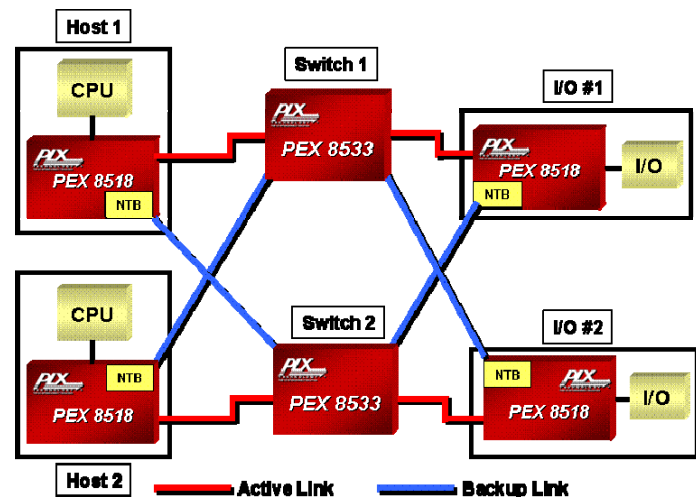 Host 1
CPU
PLX
PEX 8518
NTB
Switch 1
PLX
PEX 8533
I/O #1
PLX
PEX 8518
NTB
I/O
CPU
PLX
NTB
PEX 8518
Host 2
Switch 2
PLX
PEX 8533
I/O #2
NTB
PLX
PEX 8518
I/O
Active Link
Backup Link